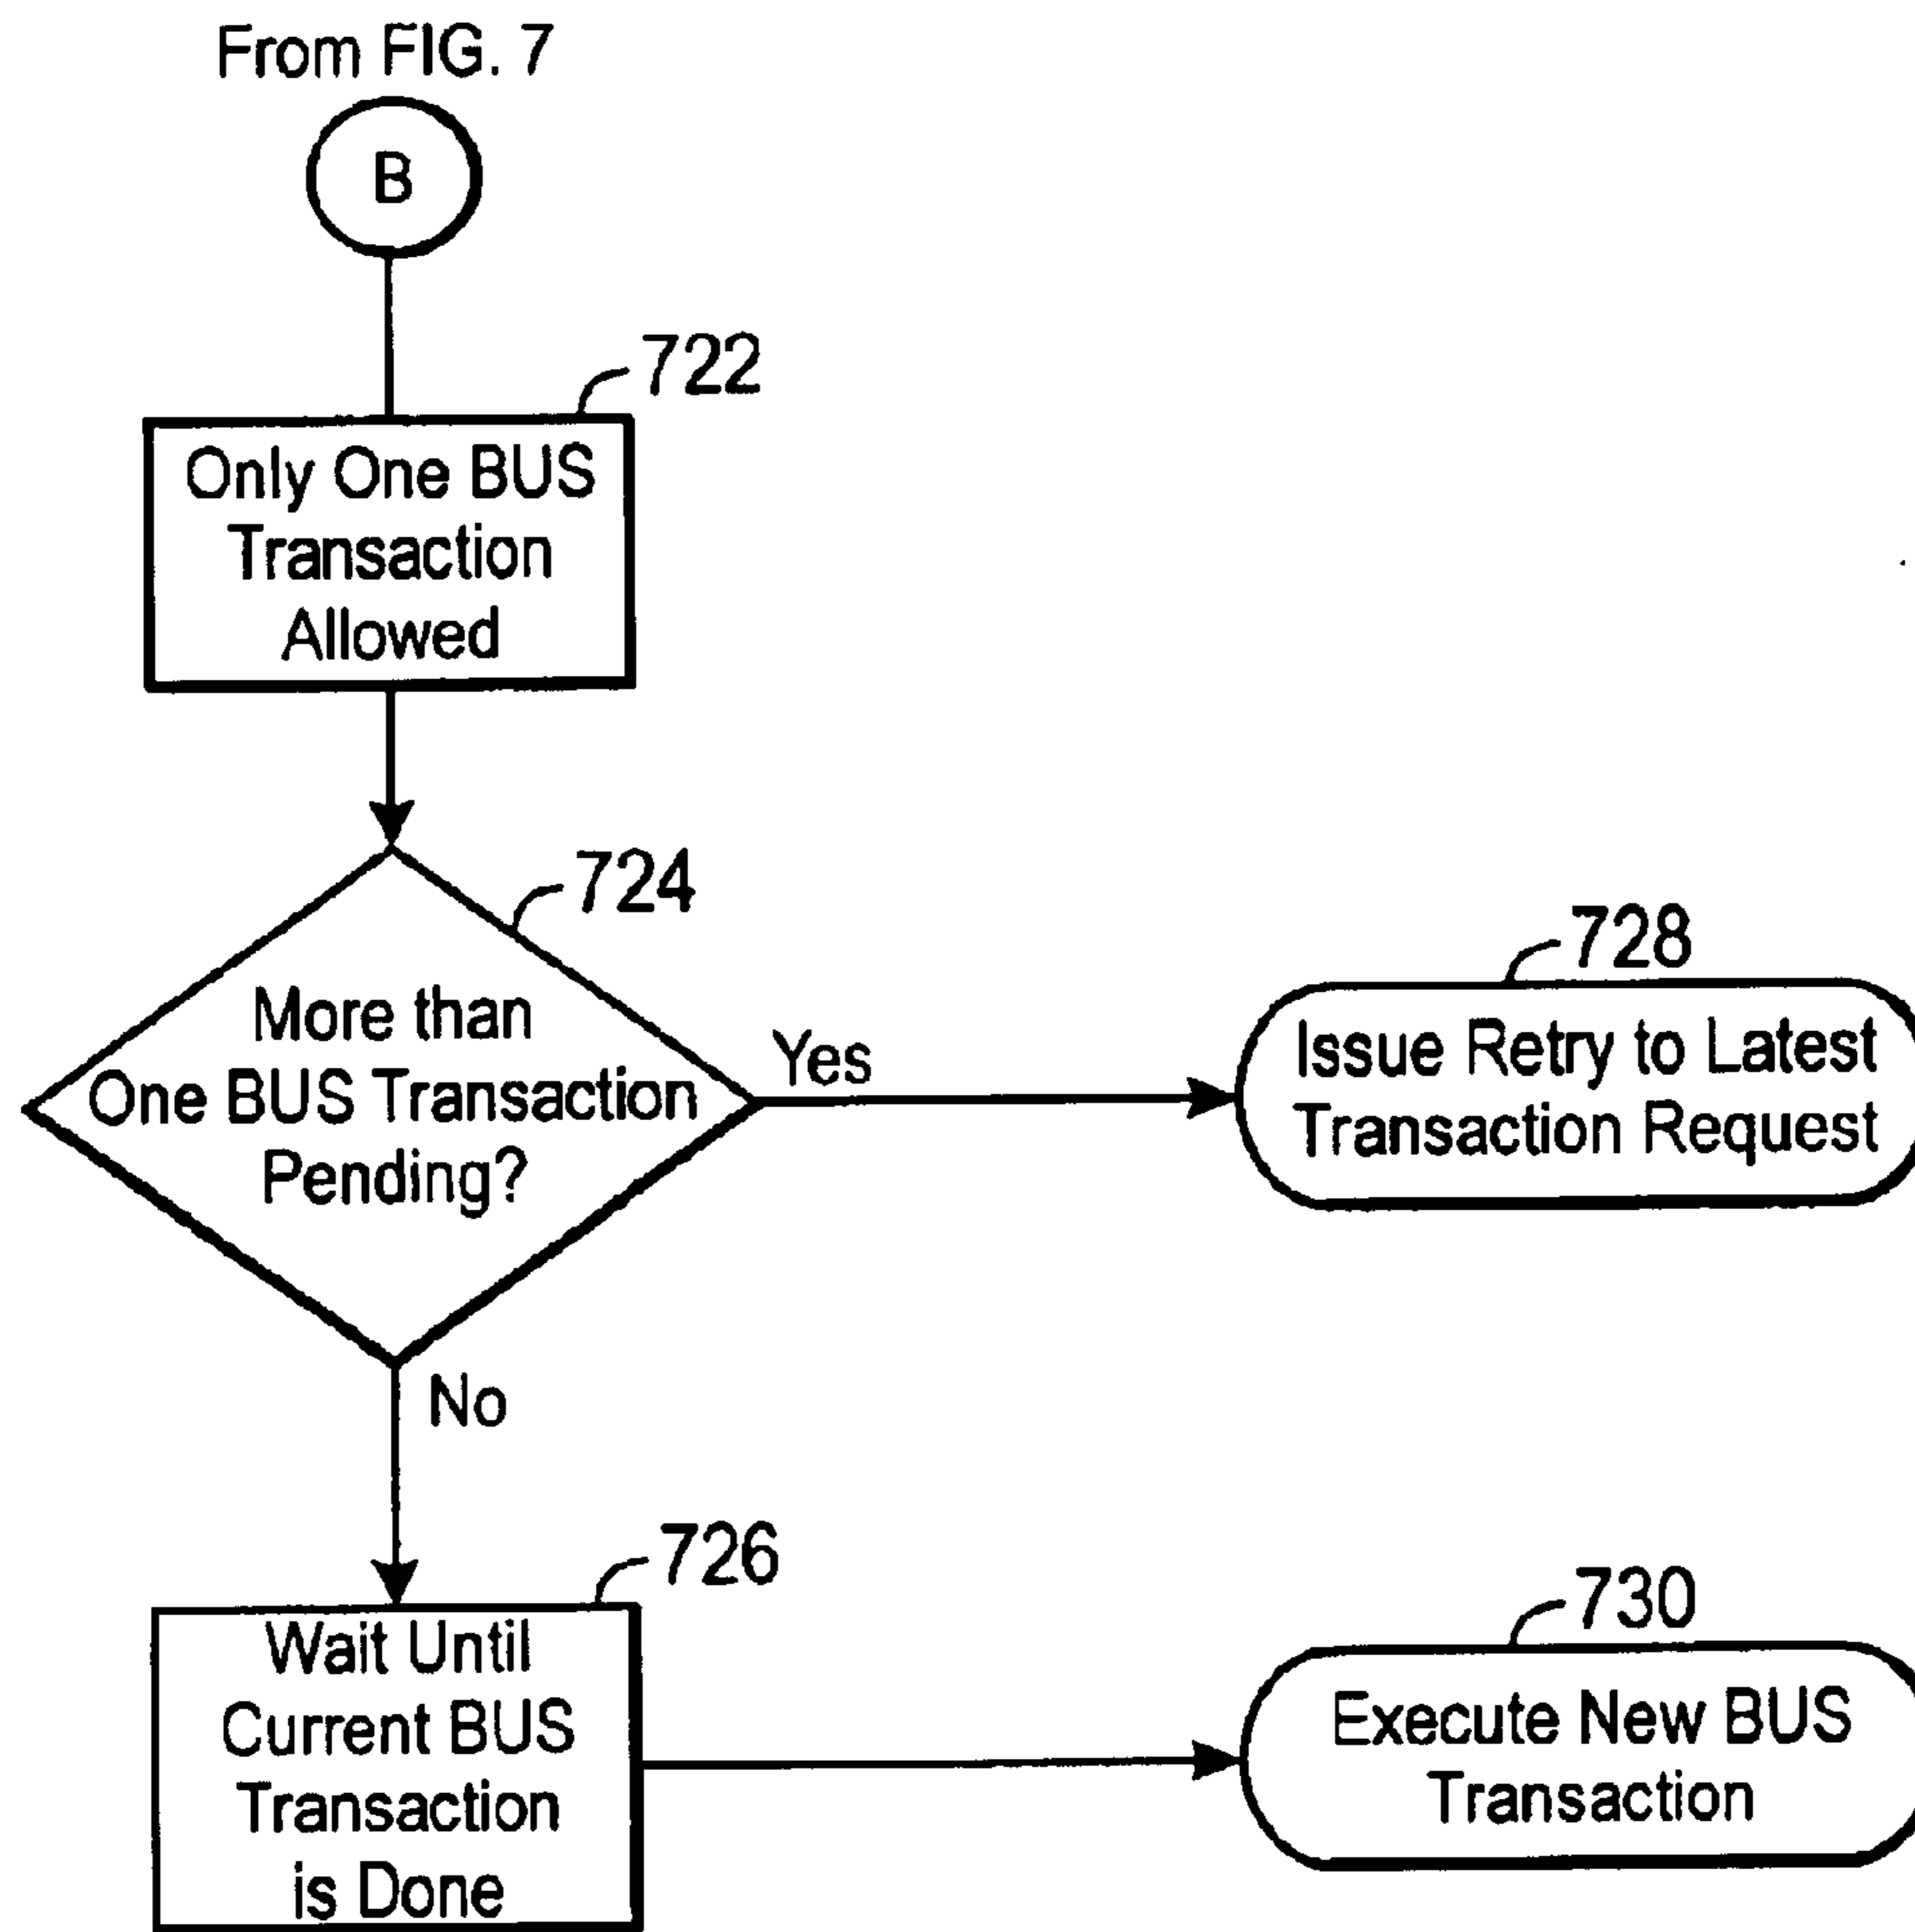 From FIG. 7
B
722
Only One BUS
Transaction
Allowed
724
More than
One BUS Transaction
Pending?
Yes
728
Issue Retry to Latest
Transaction Request
No
726
Wait Until
Current BUS
Transaction
is Done
730
Execute New BUS
Transaction